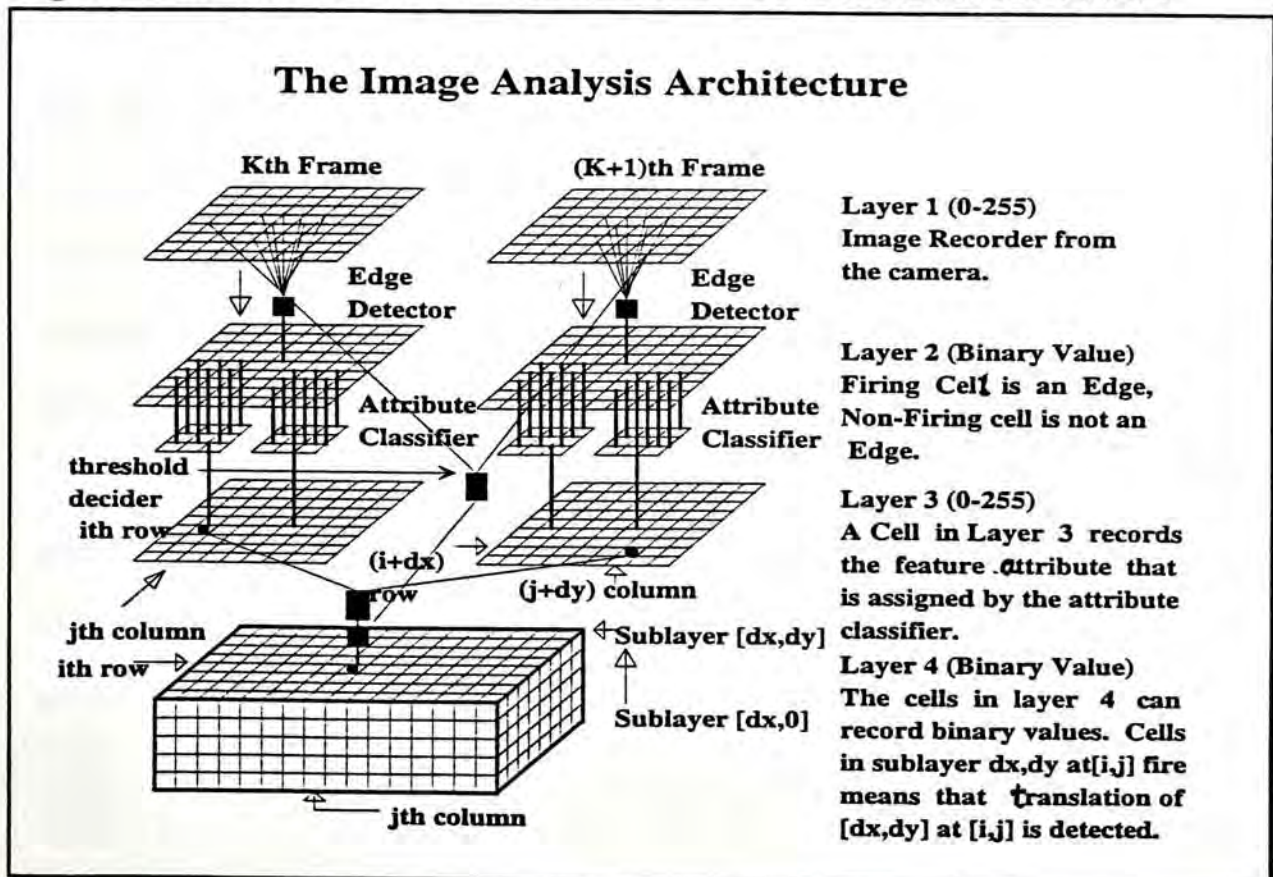 The Image Analysis Architecture
Kth Frame
(K+1)th Frame
Edge
Detector
Edge
Detector
Attribute
Classifier
Attribute
Classifier
threshold
decider
ith row
(i+dx)
row
(j+dy) column
jth column
ith row
Sublayer [dx,dy]
Sublayer [dx,0]
jth column
Layer 1 (0-255)
Image Recorder from
the camera.
Layer 2 (Binary Value)
Firing Cell is an Edge,
Non-Firing cell is not an
Edge.
Layer 3 (0-255)
A Cell in Layer 3 records
the feature attribute that
is assigned by the attribute
classifier.
Layer 4 (Binary Value)
The cells in layer 4 can
record binary values. Cells
in sublayer dx,dy at[i,j] fire
means that translation of
[dx,dy] at [i,j] is detected.